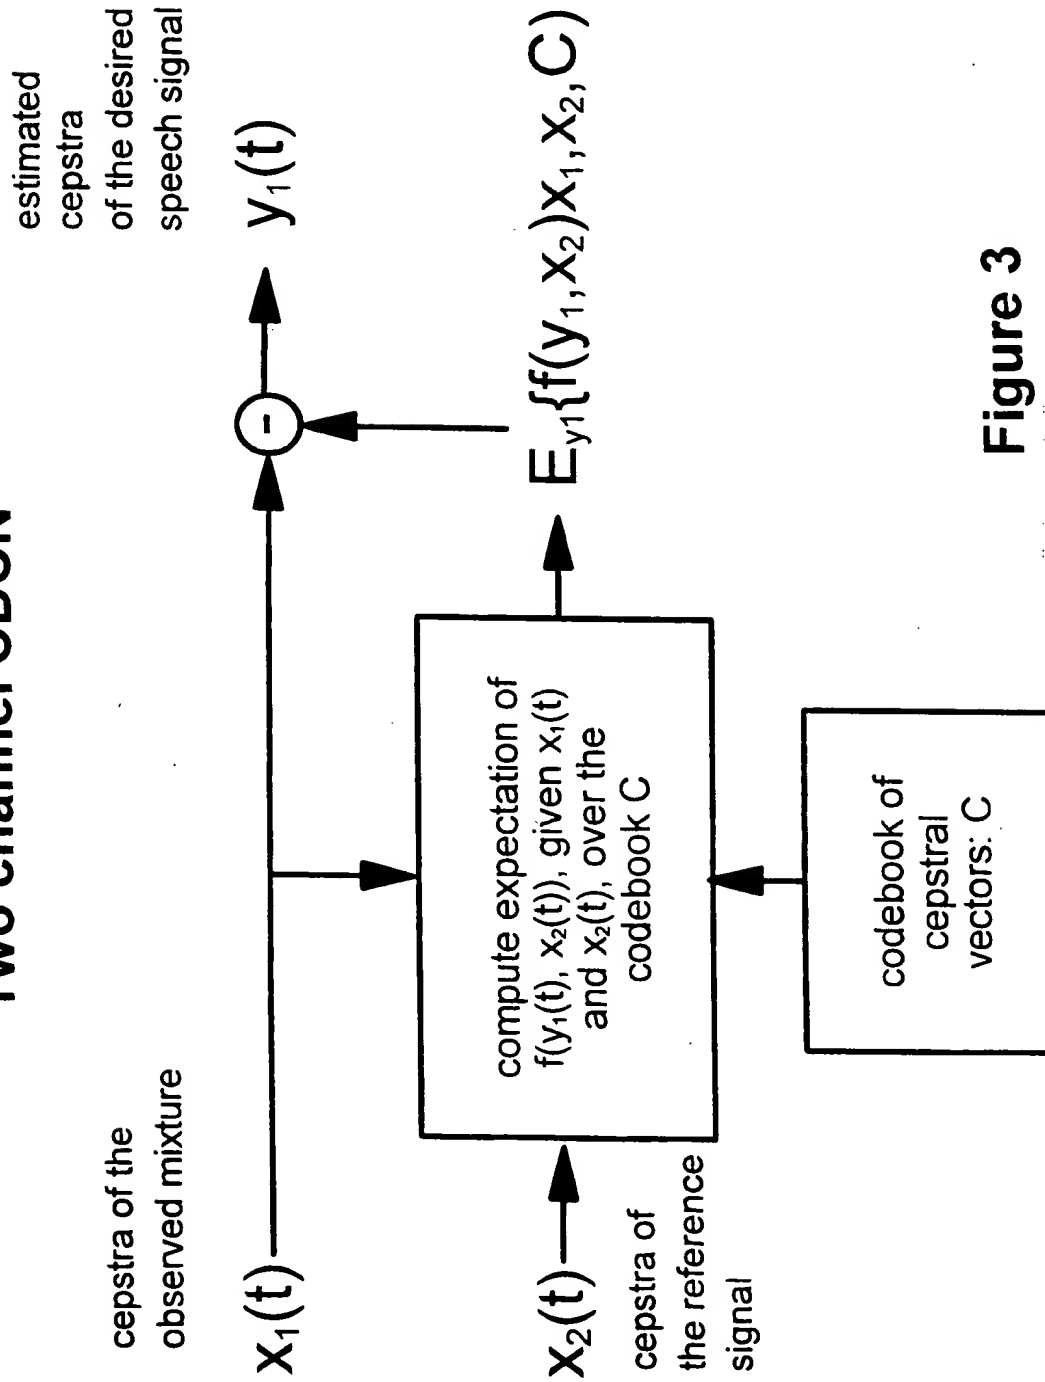 Two channel CDCN
cepstra of the
observed mixture
x₁(t)
estimated
cepstra
of the desired
speech signal
-
y₁(t)
x₂(t)
cepstra of
the reference
signal
compute expectation of
f(y₁(t), x₂(t)), given x₁(t)
and x₂(t), over the
codebook C
E_y1{f(y₁,x₂)x₁,x₂,C)
codebook of
cepstral
vectors: C
Figure 3